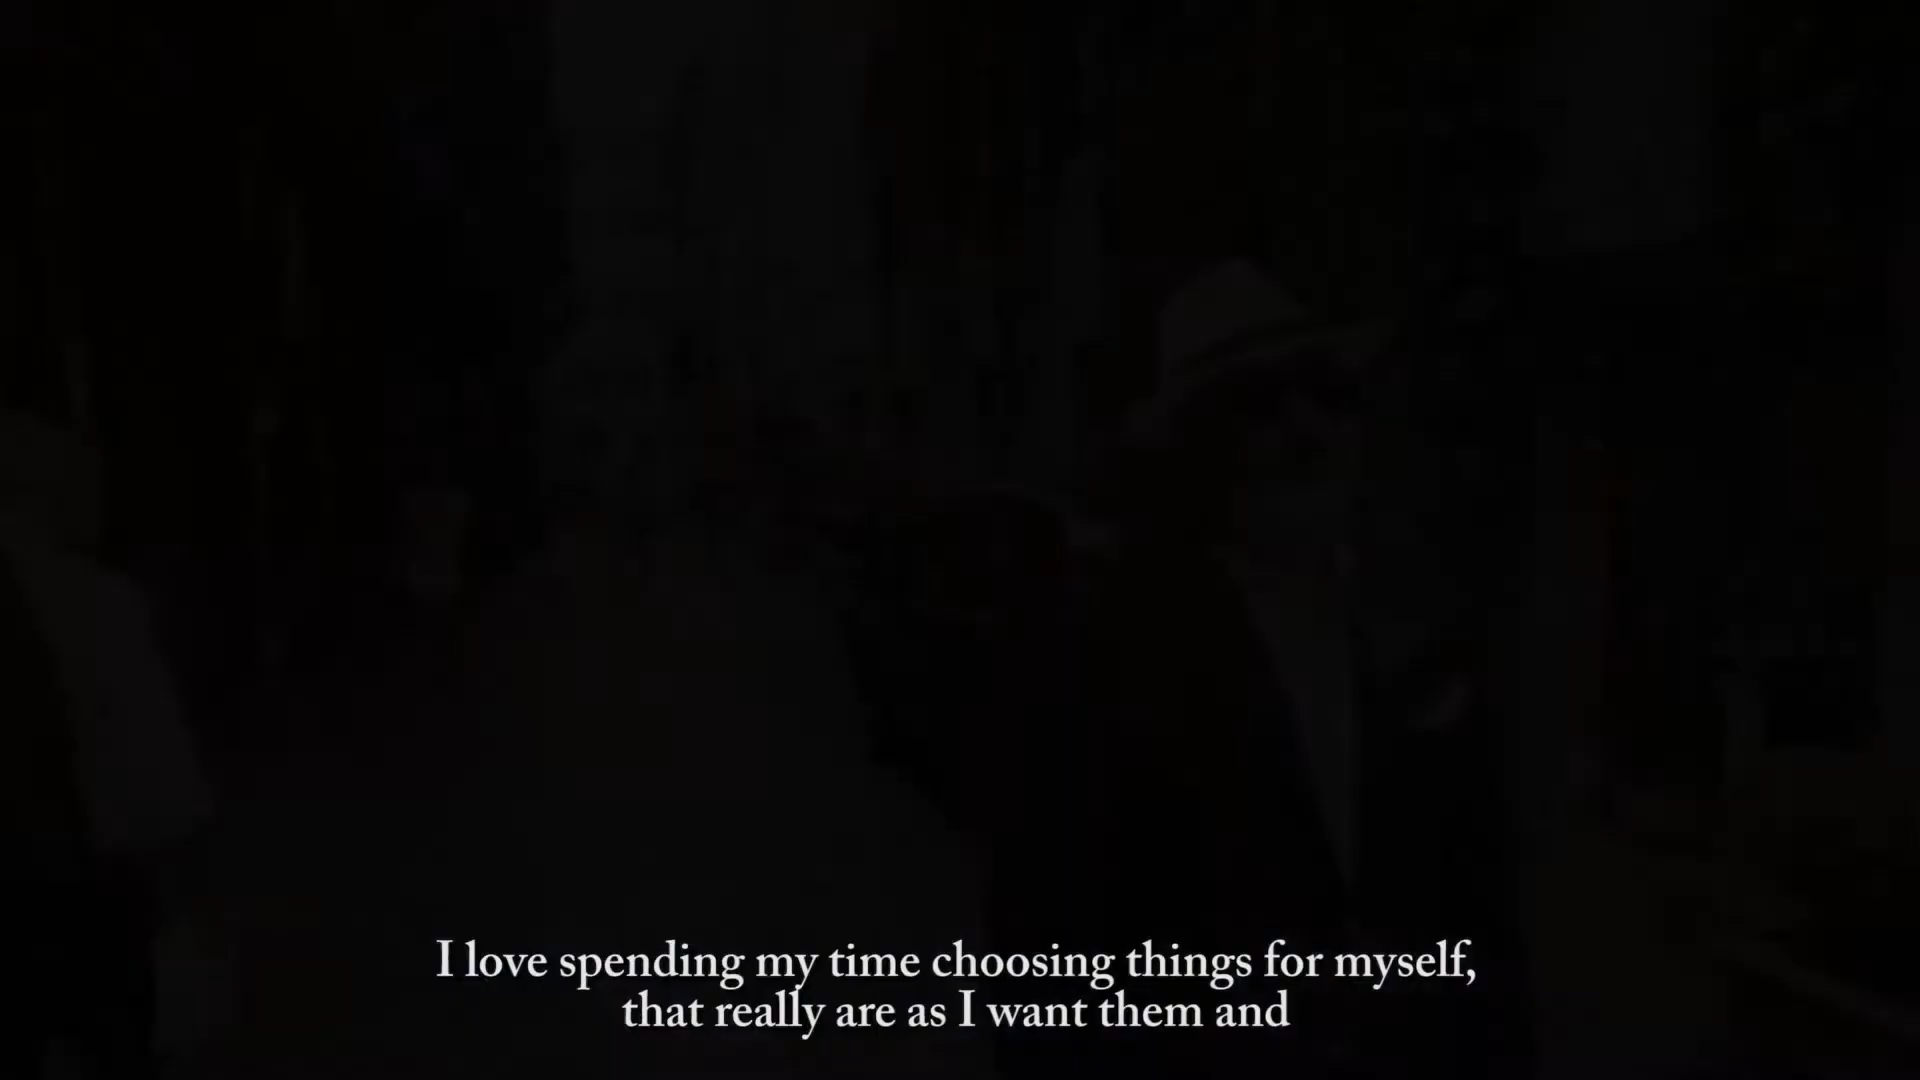 I love spending my time choosing things for myself,
that really are as I want them and